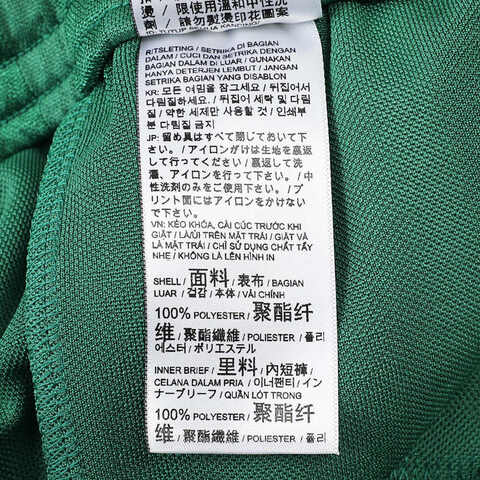 限使用溫和中性洗
劑/請勿熨燙印花圖案
RITSLETING / SETRIKA DI BAGIAN
DALAM / CUCI DAN SETRIKA DENGAN
BAGIAN DALAM DI LUAR / GUNAKAN
HANYA DETERJEN LEMBUT / JANGAN
SETRIKA BAGIAN YANG DISABLON
KR: 모든 여밈을 잠그세요 / 뒤집어서
다림질하세요. / 뒤집어 세탁 및 다림
질 / 약한 세제만 사용할 것 / 인쇄부
분 다림질 금지
JP: 留め具はすべて閉じておいて下
さい。/ アイロンがけは生地を裏返
して行ってください / 裏返して洗
濯、アイロンを行って下さい。/ 中
性洗剤のみをご使用下さい。/ プ
リント面にはアイロンをかけない
で下さい。
VN: KÉO KHÓA, CÀI CÚC TRƯỚC KHI
GIẶT / LÀ/ỦI TRÊN MẶT TRÁI / GIẶT VÀ
LÀ MẶT TRÁI / CHỈ SỬ DỤNG CHẤT TẨY
NHẸ / KHÔNG LÀ LÊN HÌNH IN
SHELL / 面料 / 表布 / BAGIAN
LUAR / 겉감 / 本体 / VẢI CHÍNH
100% POLYESTER / 聚酯纤
维 / 聚酯纖維 / POLIESTER / 폴리
에스터 / ポリエステル
INNER BRIEF / 里料 / 內短褲 /
CELANA DALAM PRIA / 이너팬티 / イン
ナーブリーフ / QUẦN LÓT TRONG
100% POLYESTER / 聚酯纤
维 / 聚酯纖維 / POLIESTER / 폴리